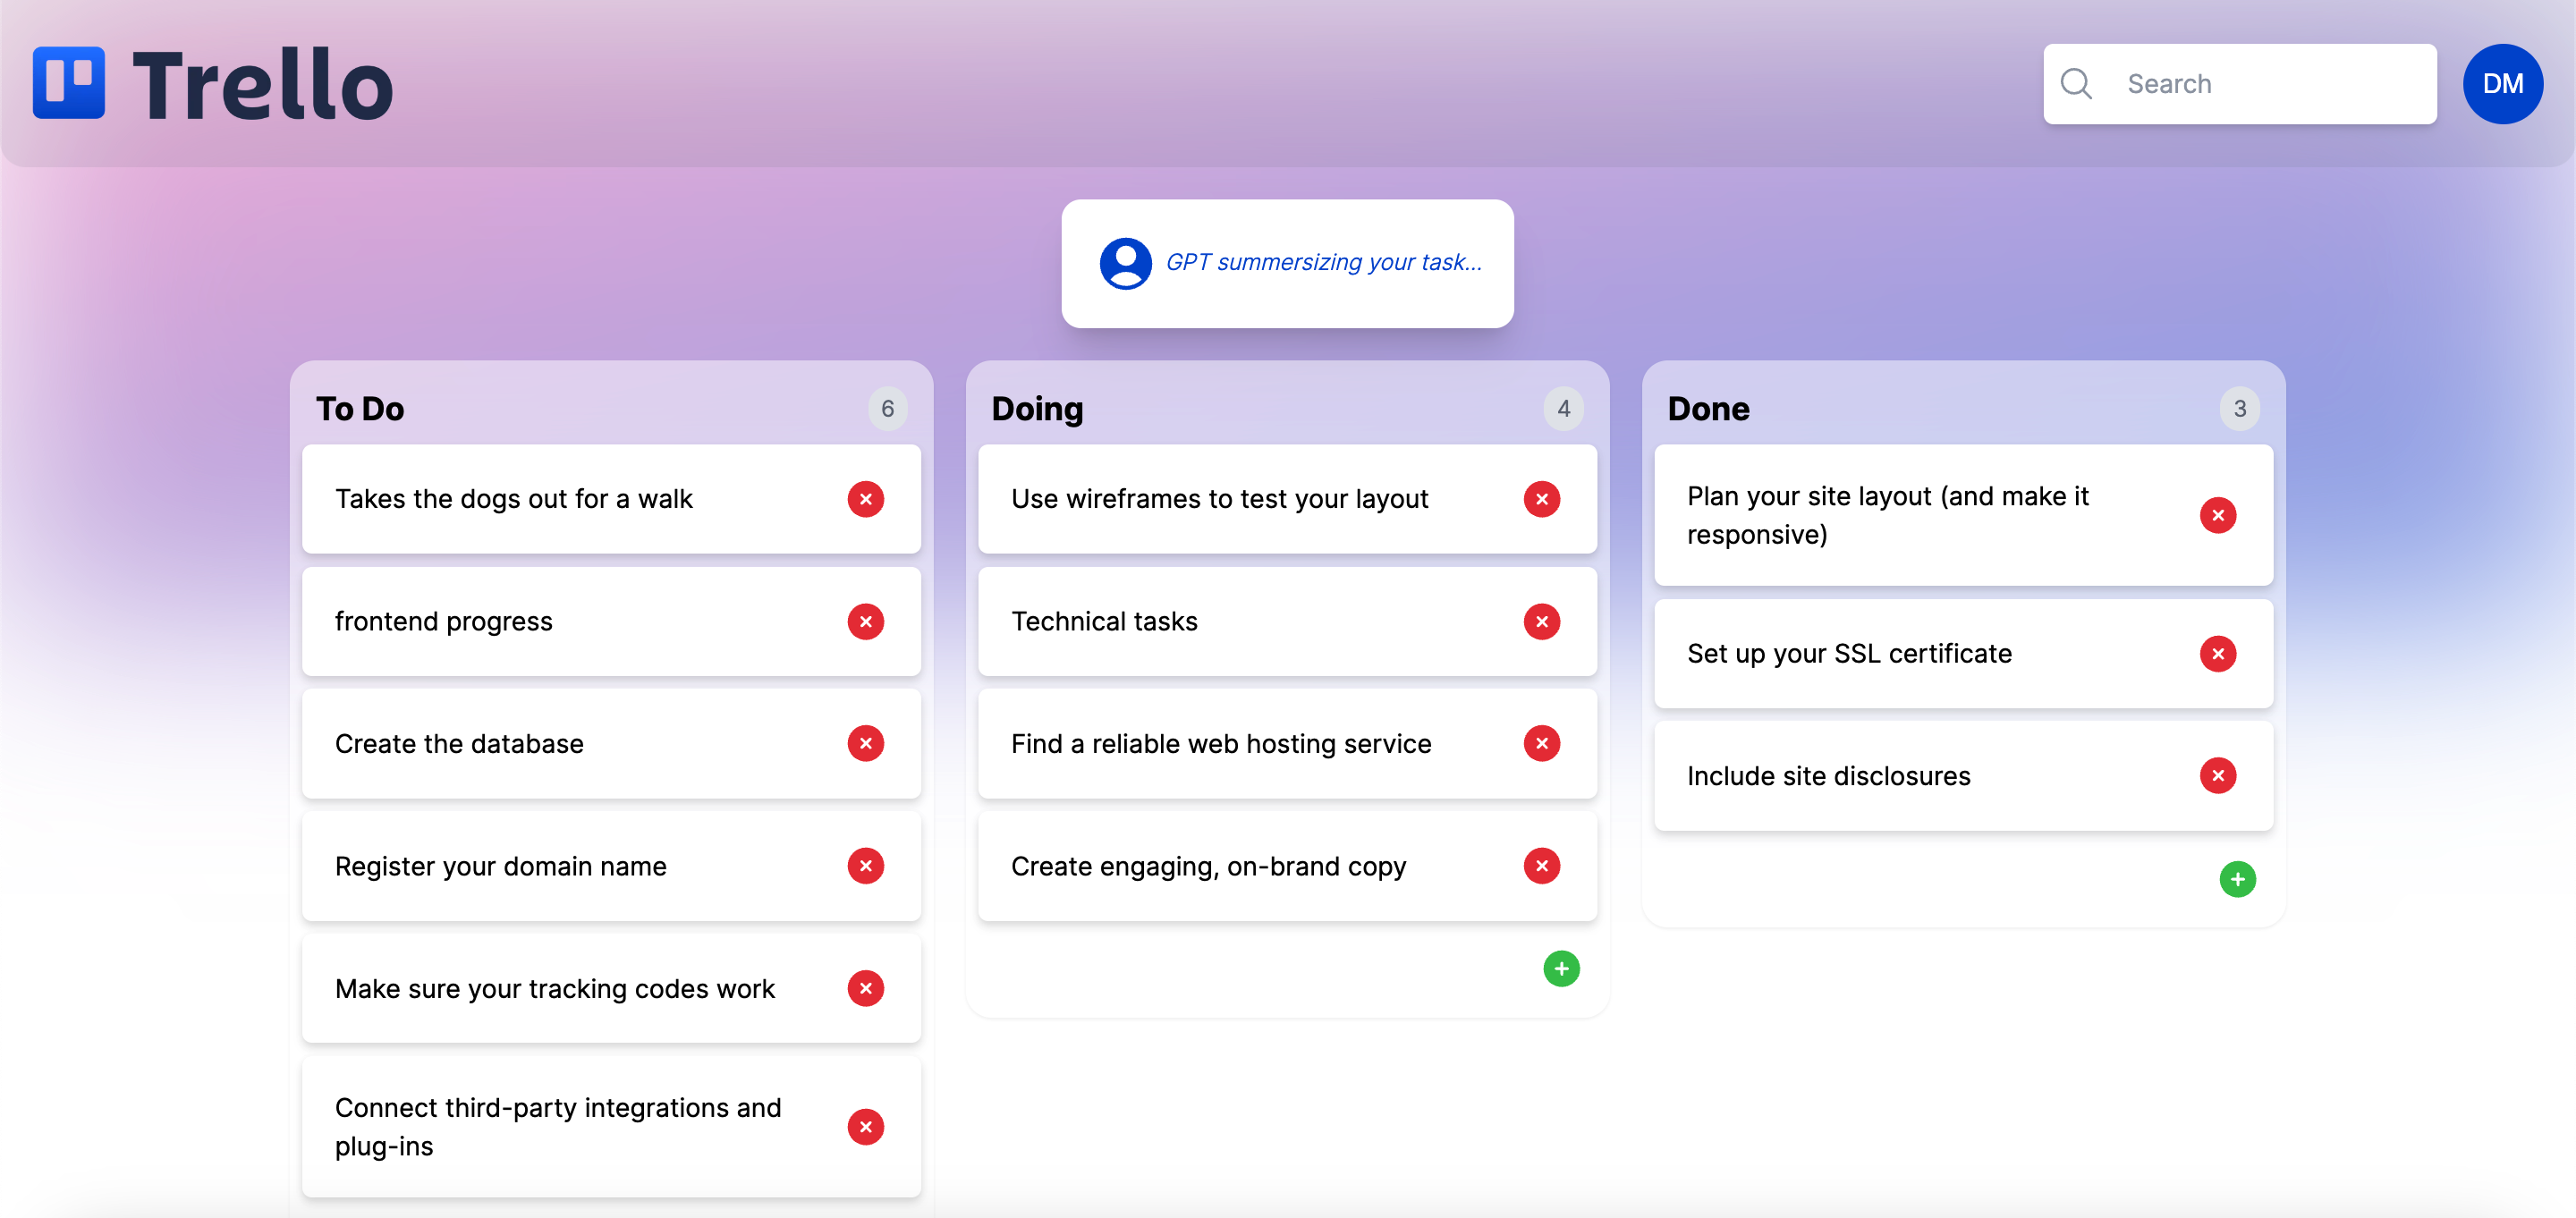 Trello
Search
DM
GPT summersizing your task...
To Do
6
Takes the dogs out for a walk
frontend progress
Create the database
Register your domain name
Make sure your tracking codes work
Connect third-party integrations and
plug-ins
Doing
4
Use wireframes to test your layout
Technical tasks
Find a reliable web hosting service
Create engaging, on-brand copy
Done
3
Plan your site layout (and make it
responsive)
Set up your SSL certificate
Include site disclosures